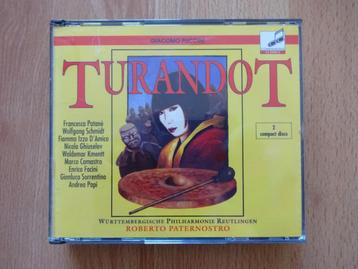 GIACOMO PUCCINI
TURANDOT
Francesca Patanè
Wolfgang Schmidt
Fiamma Izzo D'Amico
Nicola Ghiuselev
Waldemar Kmentt
Marco Camastra
Enrico Facini
Gianluca Sorrentino
Andrea Papi
2
compact discs
WÜRTTEMBERGISCHE PHILHARMONIE REUTLINGEN
ROBERTO PATERNOSTRO